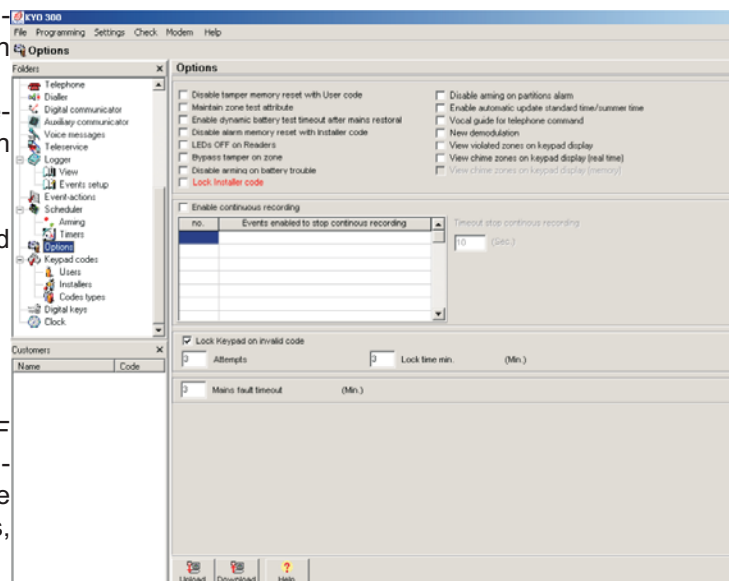 KYO 300
File Programming Settings Check Modem Help
Options
Folders ×
Telephone
Dialler
Digital communicator
Auxiliary communicator
Voice messages
Teleservice
Logger
View
Events setup
Event-actions
Scheduler
Arming
Timers
Options
Keypad codes
Users
Installers
Codes types
Digital keys
Clock
Customers ×
Name Code
Options
Disable tamper memory reset with User code
Maintain zone test attribute
Enable dynamic battery test timeout after mains restoral
Disable alarm memory reset with Installer code
LEDs OFF on Readers
Bypass tamper on zone
Disable arming on battery trouble
Lock Installer code
Disable arming on partitions alarm
Enable automatic update standard time/summer time
Vocal guide for telephone command
New demodulation
View violated zones on keypad display
View chime zones on keypad display (real time)
View chime zones on keypad display (memory)
Enable continuous recording
no. Events enabled to stop continous recording
Timeout stop continous recording
10 (Sec.)
Lock Keypad on invalid code
3 Attempts 3 Lock time min. (Min.)
3 Mains fault timeout (Min.)
Upload Download Help
-
n
-
n
d
F
-
e
s,